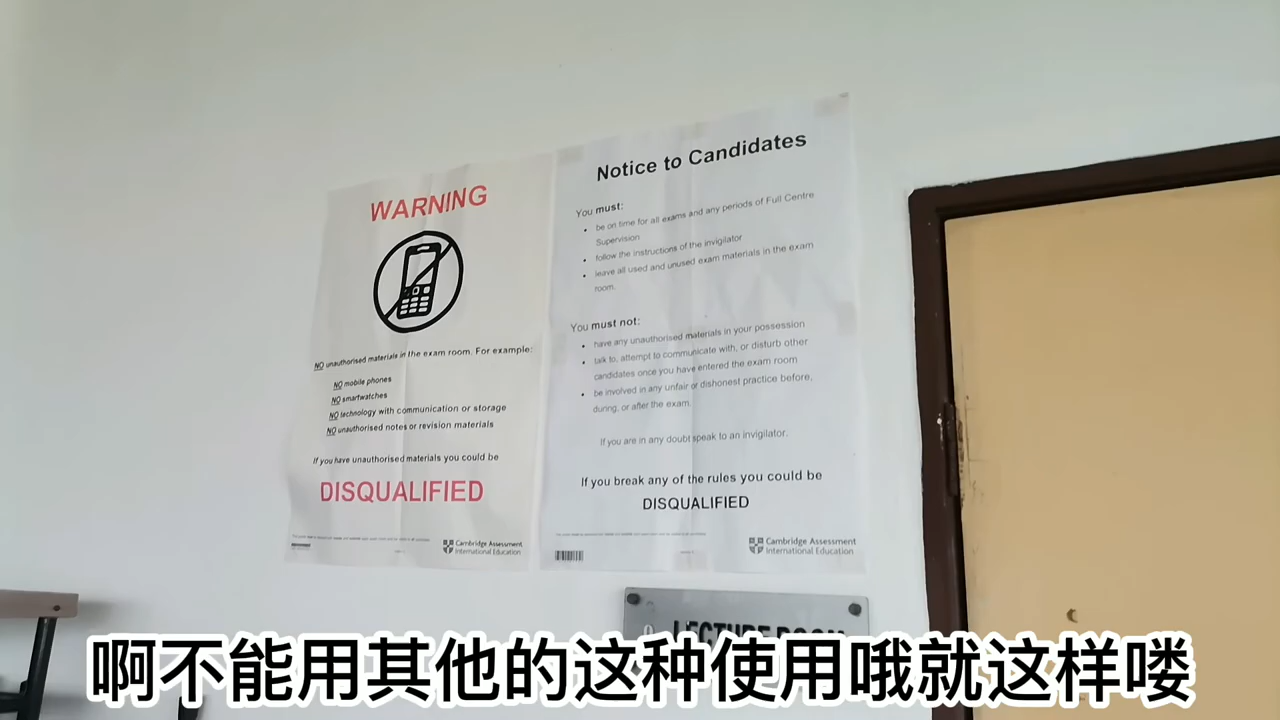 WARNING
NO unauthorised materials in the exam room. For example:
NO mobile phones
NO smartwatches
NO technology with communication or storage
NO unauthorised notes or revision materials
If you have unauthorised materials you could be
DISQUALIFIED
Cambridge Assessment
International Education
Notice to Candidates
You must:
be on time for all exams and any periods of Full Centre
Supervision
follow the instructions of the invigilator
leave all used and unused exam materials in the exam
room.
You must not:
have any unauthorised materials in your possession
talk to, attempt to communicate with, or disturb other
candidates once you have entered the exam room
be involved in any unfair or dishonest practice before,
during, or after the exam.
If you are in any doubt speak to an invigilator.
If you break any of the rules you could be
DISQUALIFIED
Cambridge Assessment
International Education
LECTURE ROOM
啊不能用其他的这种使用哦就这样喽